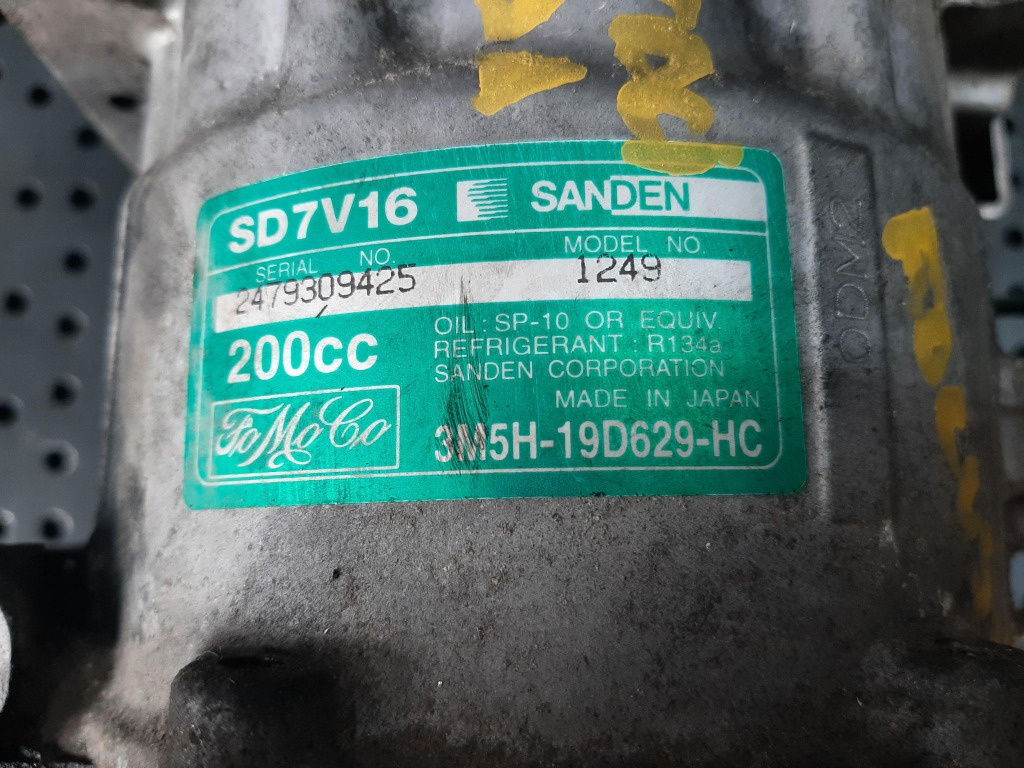 SD7V16 SANDEN
SERIAL NO. MODEL NO.
2479309425 1249
200CC
OIL : SP-10 OR EQUIV.
REFRIGERANT : R134a
SANDEN CORPORATION
MADE IN JAPAN
FoMoCo
3M5H-19D629-HC
ODM2